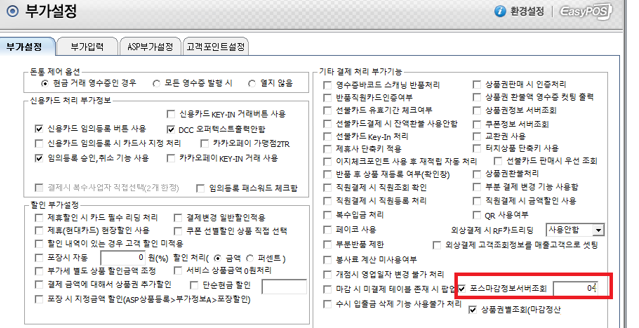 부가설정
환경설정
EasyPOS
부가설정 부가입력 ASP부가설정 고객포인트설정
돈통 제어 옵션
현금 거래 영수증인 경우 모든 영수증 발행 시 열지 않음
신용카드 처리 부가정보
신용카드 KEY-IN 거래버튼 사용
신용카드 임의등록 버튼 사용 DCC 오퍼텍스트출력안함
신용카드 임의등록 시 카드사 지정 처리 카카오페이 가맹점2TR
임의등록 승인,취소 기능 사용 카카오페이 KEY-IN 거래 사용
결제시 복수사업자 직접선택(2개 한정) 임의등록 패스워드 체크함
할인 부가설정
제휴할인 시 카드 필수 리딩 처리 결제변경 일반할인적용
제휴(현대카드) 현장할인 사용 쿠폰 선별할인 상품 직접 선택
할인 내역이 있는 경우 고객 할인 미적용
포장시 자동 0 원(%) 할인 처리( 금액 퍼센트 )
부가세 별도 상품 할인금액 조정 서비스 상품금액 0원처리
결제 금액에 대해서 상품권 추가할인 단순현금 할인
포장 시 지정금액 할인(ASP상품등록>부가정보A>포장할인)
기타 결제 처리 부가기능
영수증바코드 스캐닝 반품처리 상품권판매 시 인증처리
반품직원카드인증여부 상품권 환불액 영수증 컷팅 출력
선불카드 유효기간 체크여부 상품권정보 서버조회
선불카드결제 시 잔액환불 사용안함 쿠폰정보 서버조회
선불카드 Key-In 처리 교환권 사용
제휴사 단축키 적용 터치상품 단축키 사용
이지체크포인트 사용 후 재적립 자동 처리 선불카드 판매시 우선 조회
반품 후 상품 재등록 여부(확인창) 상품권환불처리
직원결제 시 직원조회 확인 부분 결제 변경 기능 사용함
직원결제 시 직원등록 처리 직원결제 시 금액할인 사용
복수입금 처리 QR 사용여부
페이코 사용 외상결제 시 RF카드리딩 사용안함
부분반품 제한 외상결제 고객조회정보를 매출고객으로 셋팅
봉사료 계산 미사용여부
개점시 영업일자 변경 불가 처리
마감 시 미결제 테이블 존재 시 팝업 포스마감정보서버조회 04
수시 입출금 삭제 기능 사용불가 처리 상품권별조회(마감정산